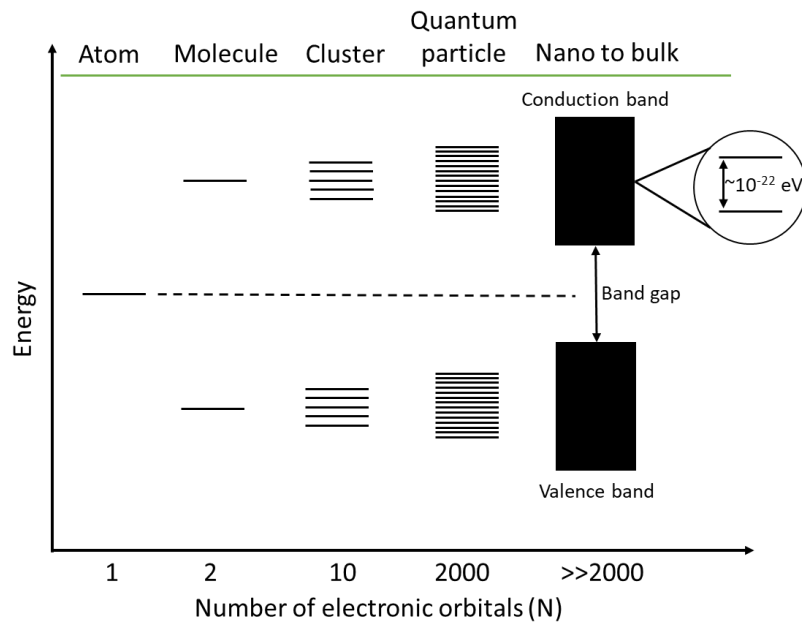 Quantum
Atom Molecule Cluster particle Nano to bulk
Conduction band
~10⁻²² eV
Band gap
Energy
Valence band
1 2 10 2000 >>2000
Number of electronic orbitals (N)